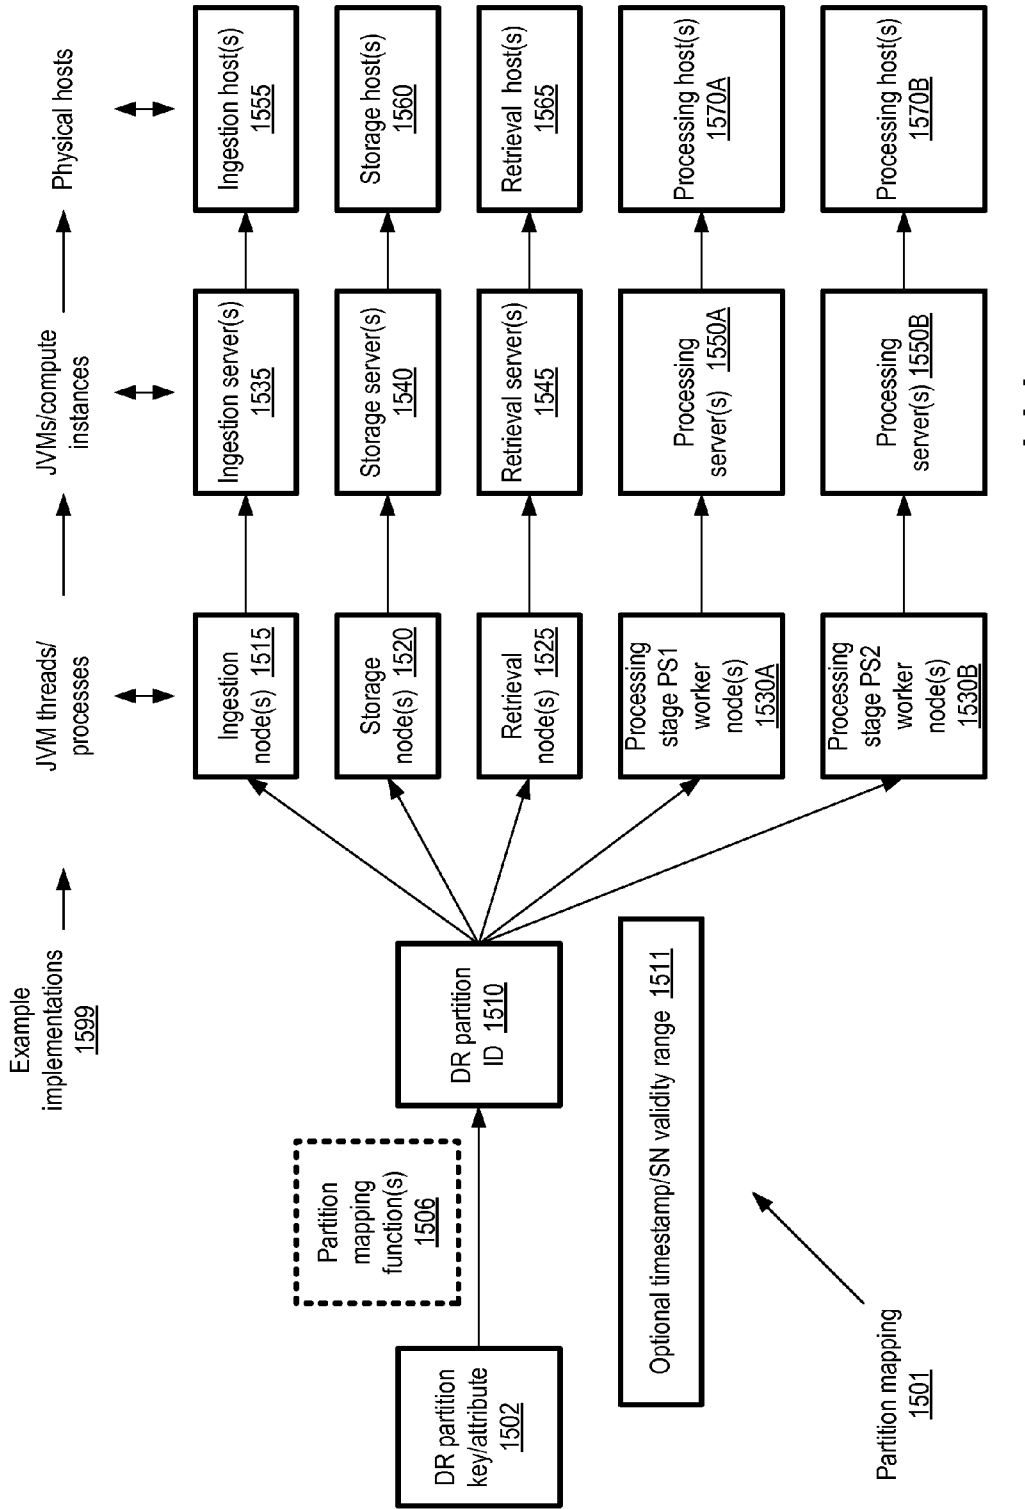 Example
implementations
1599
JVM threads/
processes
JVMs/compute
instances
Physical hosts
DR partition
key/attribute
1502
Partition
mapping
function(s)
1506
DR partition
ID 1510
Ingestion
node(s) 1515
Ingestion server(s)
1535
Ingestion host(s)
1555
Storage
node(s) 1520
Storage server(s)
1540
Storage host(s)
1560
Retrieval
node(s) 1525
Retrieval server(s)
1545
Retrieval host(s)
1565
Processing
stage PS1
worker
node(s)
1530A
Processing
server(s) 1550A
Processing host(s)
1570A
Processing
stage PS2
worker
node(s)
1530B
Processing
server(s) 1550B
Processing host(s)
1570B
Optional timestamp/SN validity range 1511
Partition mapping
1501